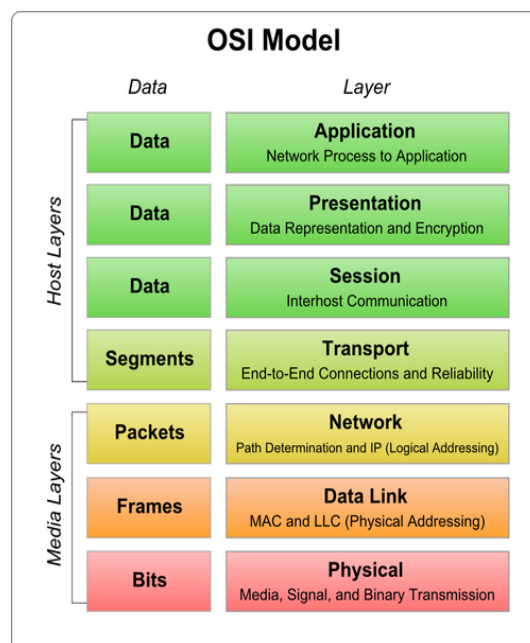 OSI Model
Data Layer
Host Layers
Data
Application
Network Process to Application
Data
Presentation
Data Representation and Encryption
Data
Session
Interhost Communication
Segments
Transport
End-to-End Connections and Reliability
Media Layers
Packets
Network
Path Determination and IP (Logical Addressing)
Frames
Data Link
MAC and LLC (Physical Addressing)
Bits
Physical
Media, Signal, and Binary Transmission